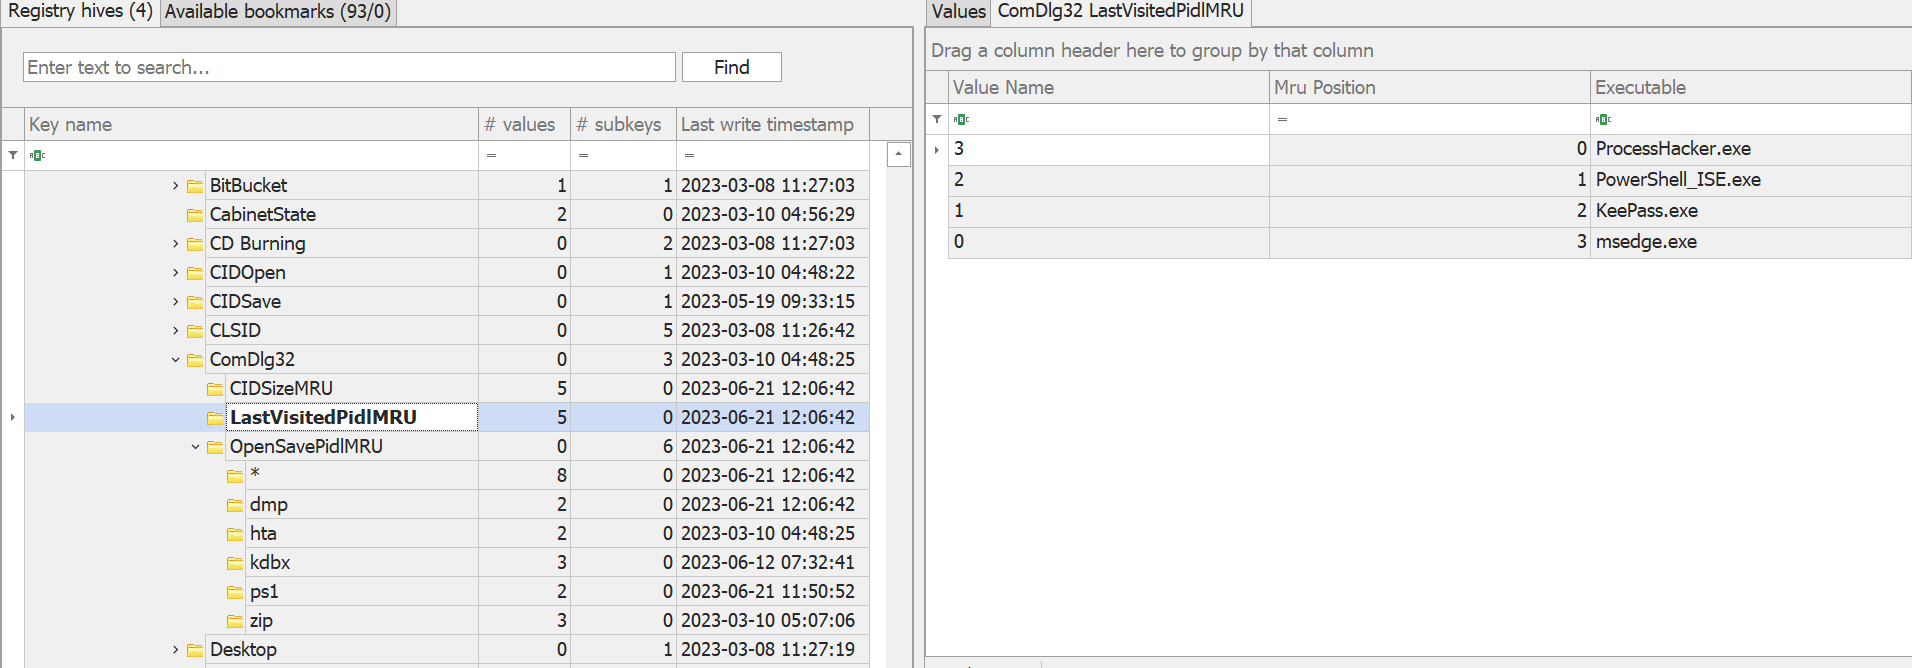 Registry hives (4) Available bookmarks (93/0)
Enter text to search... Find
Key name # values # subkeys Last write timestamp
= = =
BitBucket 1 1 2023-03-08 11:27:03
CabinetState 2 0 2023-03-10 04:56:29
CD Burning 0 2 2023-03-08 11:27:03
CIDOpen 0 1 2023-03-10 04:48:22
CIDSave 0 1 2023-05-19 09:33:15
CLSID 0 5 2023-03-08 11:26:42
ComDlg32 0 3 2023-03-10 04:48:25
CIDSizeMRU 5 0 2023-06-21 12:06:42
LastVisitedPidlMRU 5 0 2023-06-21 12:06:42
OpenSavePidlMRU 0 6 2023-06-21 12:06:42
* 8 0 2023-06-21 12:06:42
dmp 2 0 2023-06-21 12:06:42
hta 2 0 2023-03-10 04:48:25
kdbx 3 0 2023-06-12 07:32:41
ps1 2 0 2023-06-21 11:50:52
zip 3 0 2023-03-10 05:07:06
Desktop 0 1 2023-03-08 11:27:19
Values ComDlg32 LastVisitedPidlMRU
Drag a column header here to group by that column
Value Name Mru Position Executable
=
3 0 ProcessHacker.exe
2 1 PowerShell_ISE.exe
1 2 KeePass.exe
0 3 msedge.exe